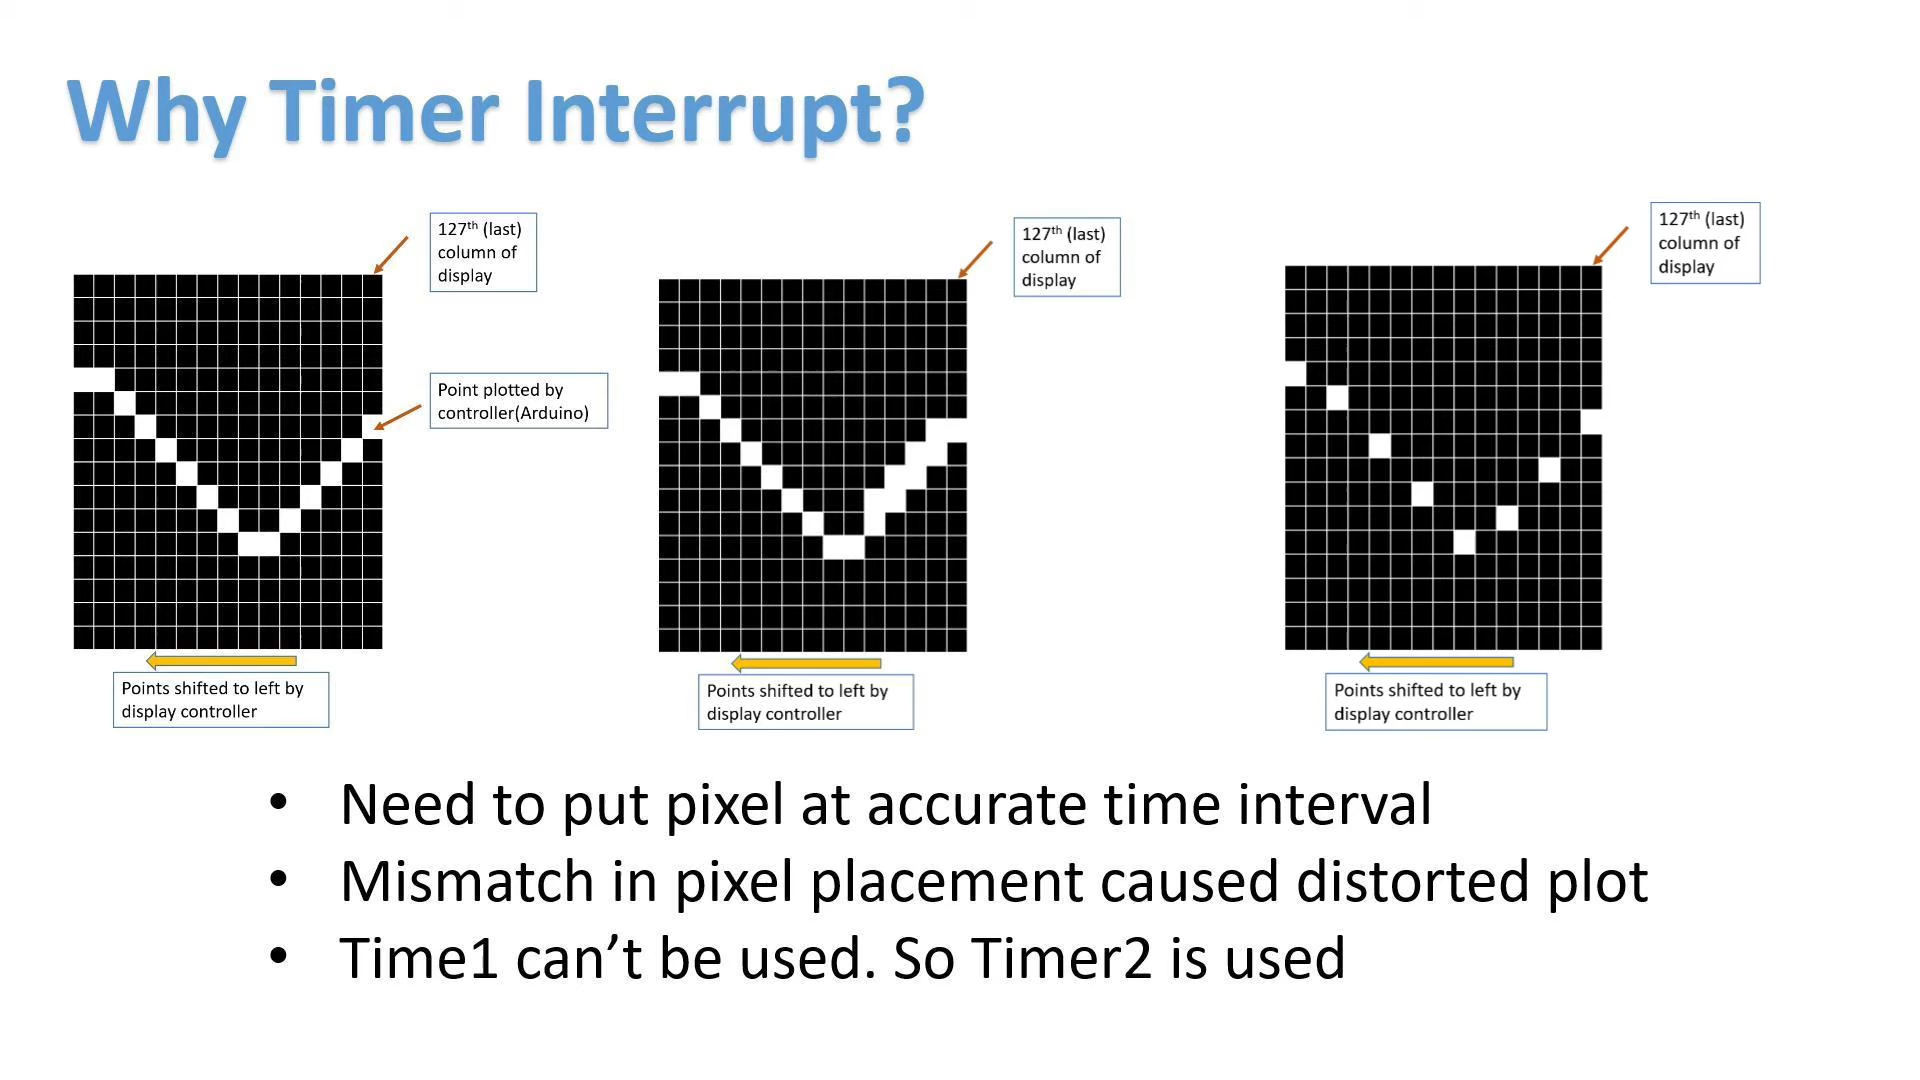 Why Timer Interrupt?
127th (last)
column of
display
Point plotted by
controller(Arduino)
Points shifted to left by
display controller
127th (last)
column of
display
Points shifted to left by
display controller
127th (last)
column of
display
Points shifted to left by
display controller
• Need to put pixel at accurate time interval
• Mismatch in pixel placement caused distorted plot
• Time1 can’t be used. So Timer2 is used